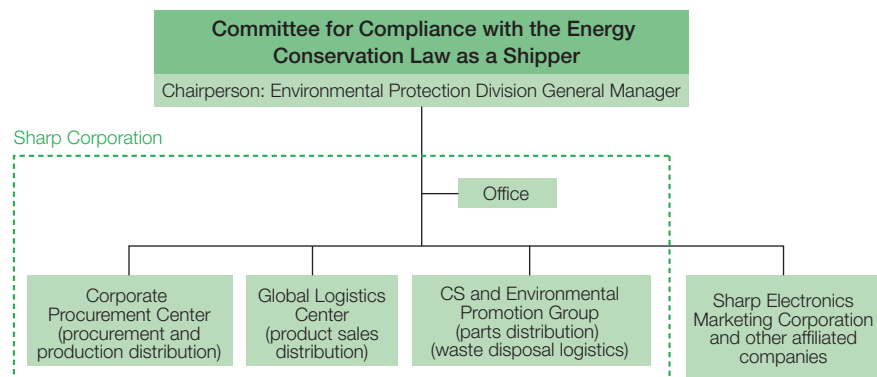 Committee for Compliance with the Energy
Conservation Law as a Shipper
Chairperson: Environmental Protection Division General Manager
Sharp Corporation
Office
Corporate
Procurement Center
(procurement and
production distribution)
Global Logistics
Center
(product sales
distribution)
CS and Environmental
Promotion Group
(parts distribution)
(waste disposal logistics)
Sharp Electronics
Marketing Corporation
and other affiliated
companies